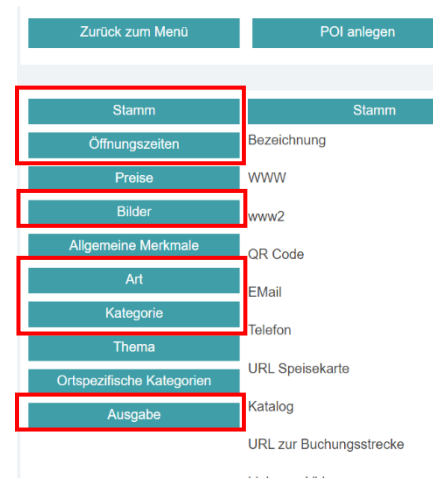 Zurück zum Menü
POI anlegen
Stamm
Öffnungszeiten
Preise
Bilder
Allgemeine Merkmale
Art
Kategorie
Thema
Ortspezifische Kategorien
Ausgabe
Stamm
Bezeichnung
WWW
www2
QR Code
EMail
Telefon
URL Speisekarte
Katalog
URL zur Buchungsstrecke